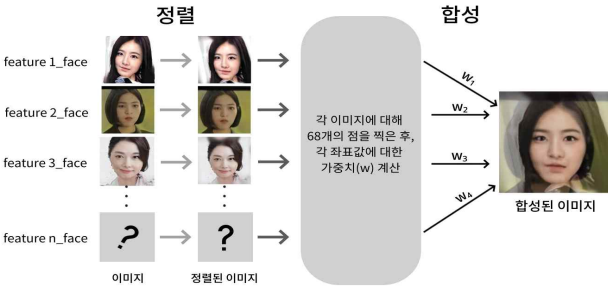 정렬
합성
feature 1_face
feature 2_face
feature 3_face
feature n_face
?
?
이미지
정렬된 이미지
각 이미지에 대해
68개의 점을 찍은 후,
각 좌표값에 대한
가중치(w) 계산
W₁
W₂
W₃
W₄
합성된 이미지